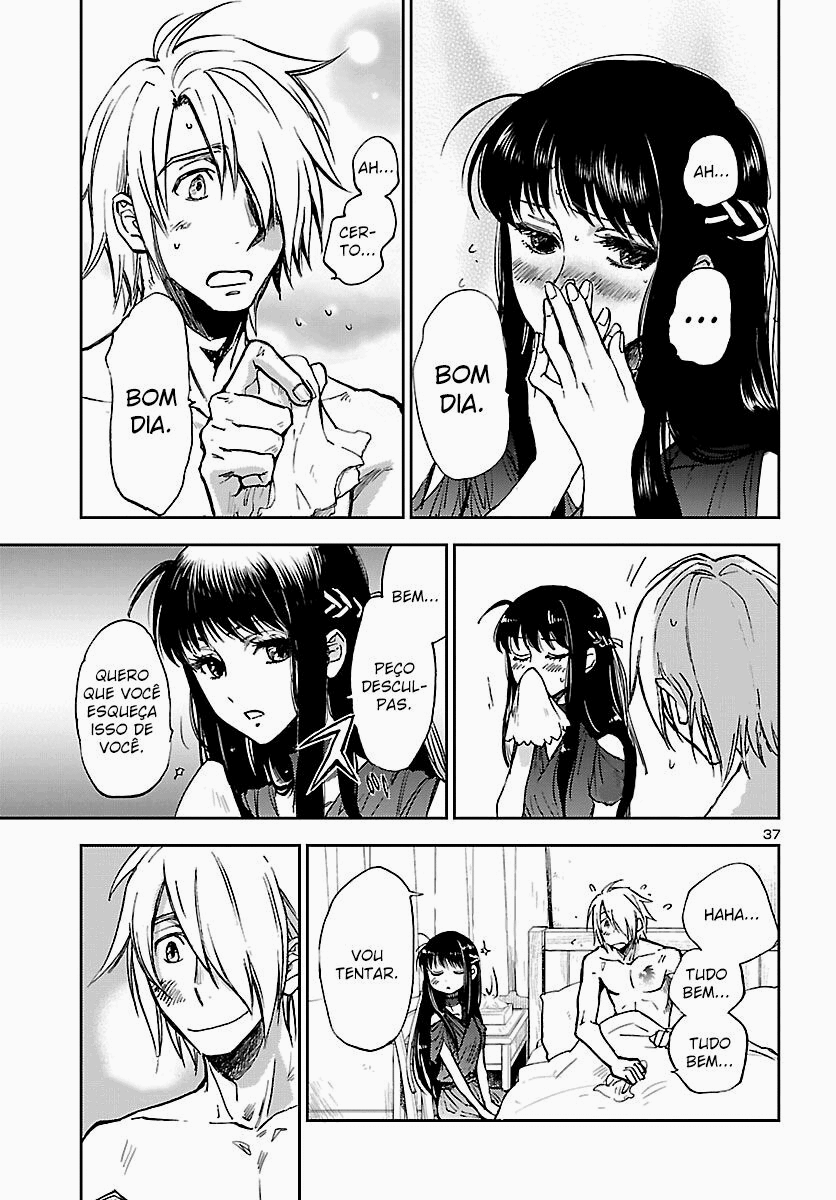 AH...
...
BOM
DIA.
AH...
CER-
TO...
BOM
DIA.
BEM...
PEÇO
DESCUL-
PAS.
QUERO
QUE VOCÊ
ESQUEÇA
ISSO DE
VOCÊ.
37
HAHA...
TUDO
BEM...
TUDO
BEM...
VOU
TENTAR.